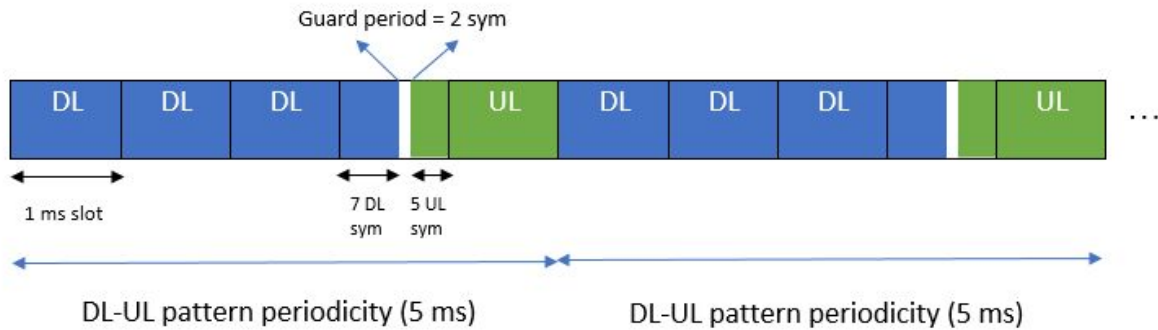 Guard period = 2 sym
DL DL DL UL DL DL DL UL ...
1 ms slot
7 DL
sym
5 UL
sym
DL-UL pattern periodicity (5 ms)
DL-UL pattern periodicity (5 ms)